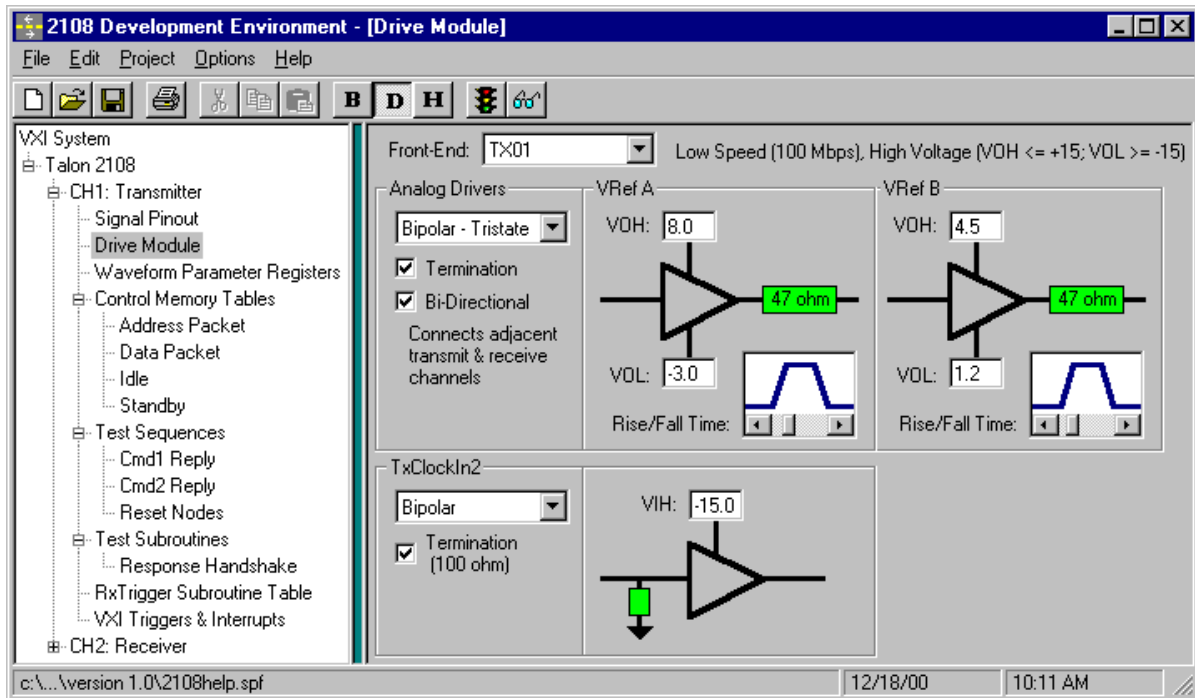 2108 Development Environment - [Drive Module]
File Edit Project Options Help
B D H
VXI System
Talon 2108
CH1: Transmitter
Signal Pinout
Drive Module
Waveform Parameter Registers
Control Memory Tables
Address Packet
Data Packet
Idle
Standby
Test Sequences
Cmd1 Reply
Cmd2 Reply
Reset Nodes
Test Subroutines
Response Handshake
RxTrigger Subroutine Table
VXI Triggers & Interrupts
CH2: Receiver
Front-End: TX01 Low Speed (100 Mbps), High Voltage (VOH <= +15; VOL >= -15)
Analog Drivers
Bipolar - Tristate
Termination
Bi-Directional
Connects adjacent
transmit & receive
channels
VRef A
VOH: 8.0
47 ohm
VOL: -3.0
Rise/Fall Time:
VRef B
VOH: 4.5
47 ohm
VOL: 1.2
Rise/Fall Time:
TxClockIn2
Bipolar
Termination
(100 ohm)
VIH: -15.0
c:\...\version 1.0\2108help.spf 12/18/00 10:11 AM